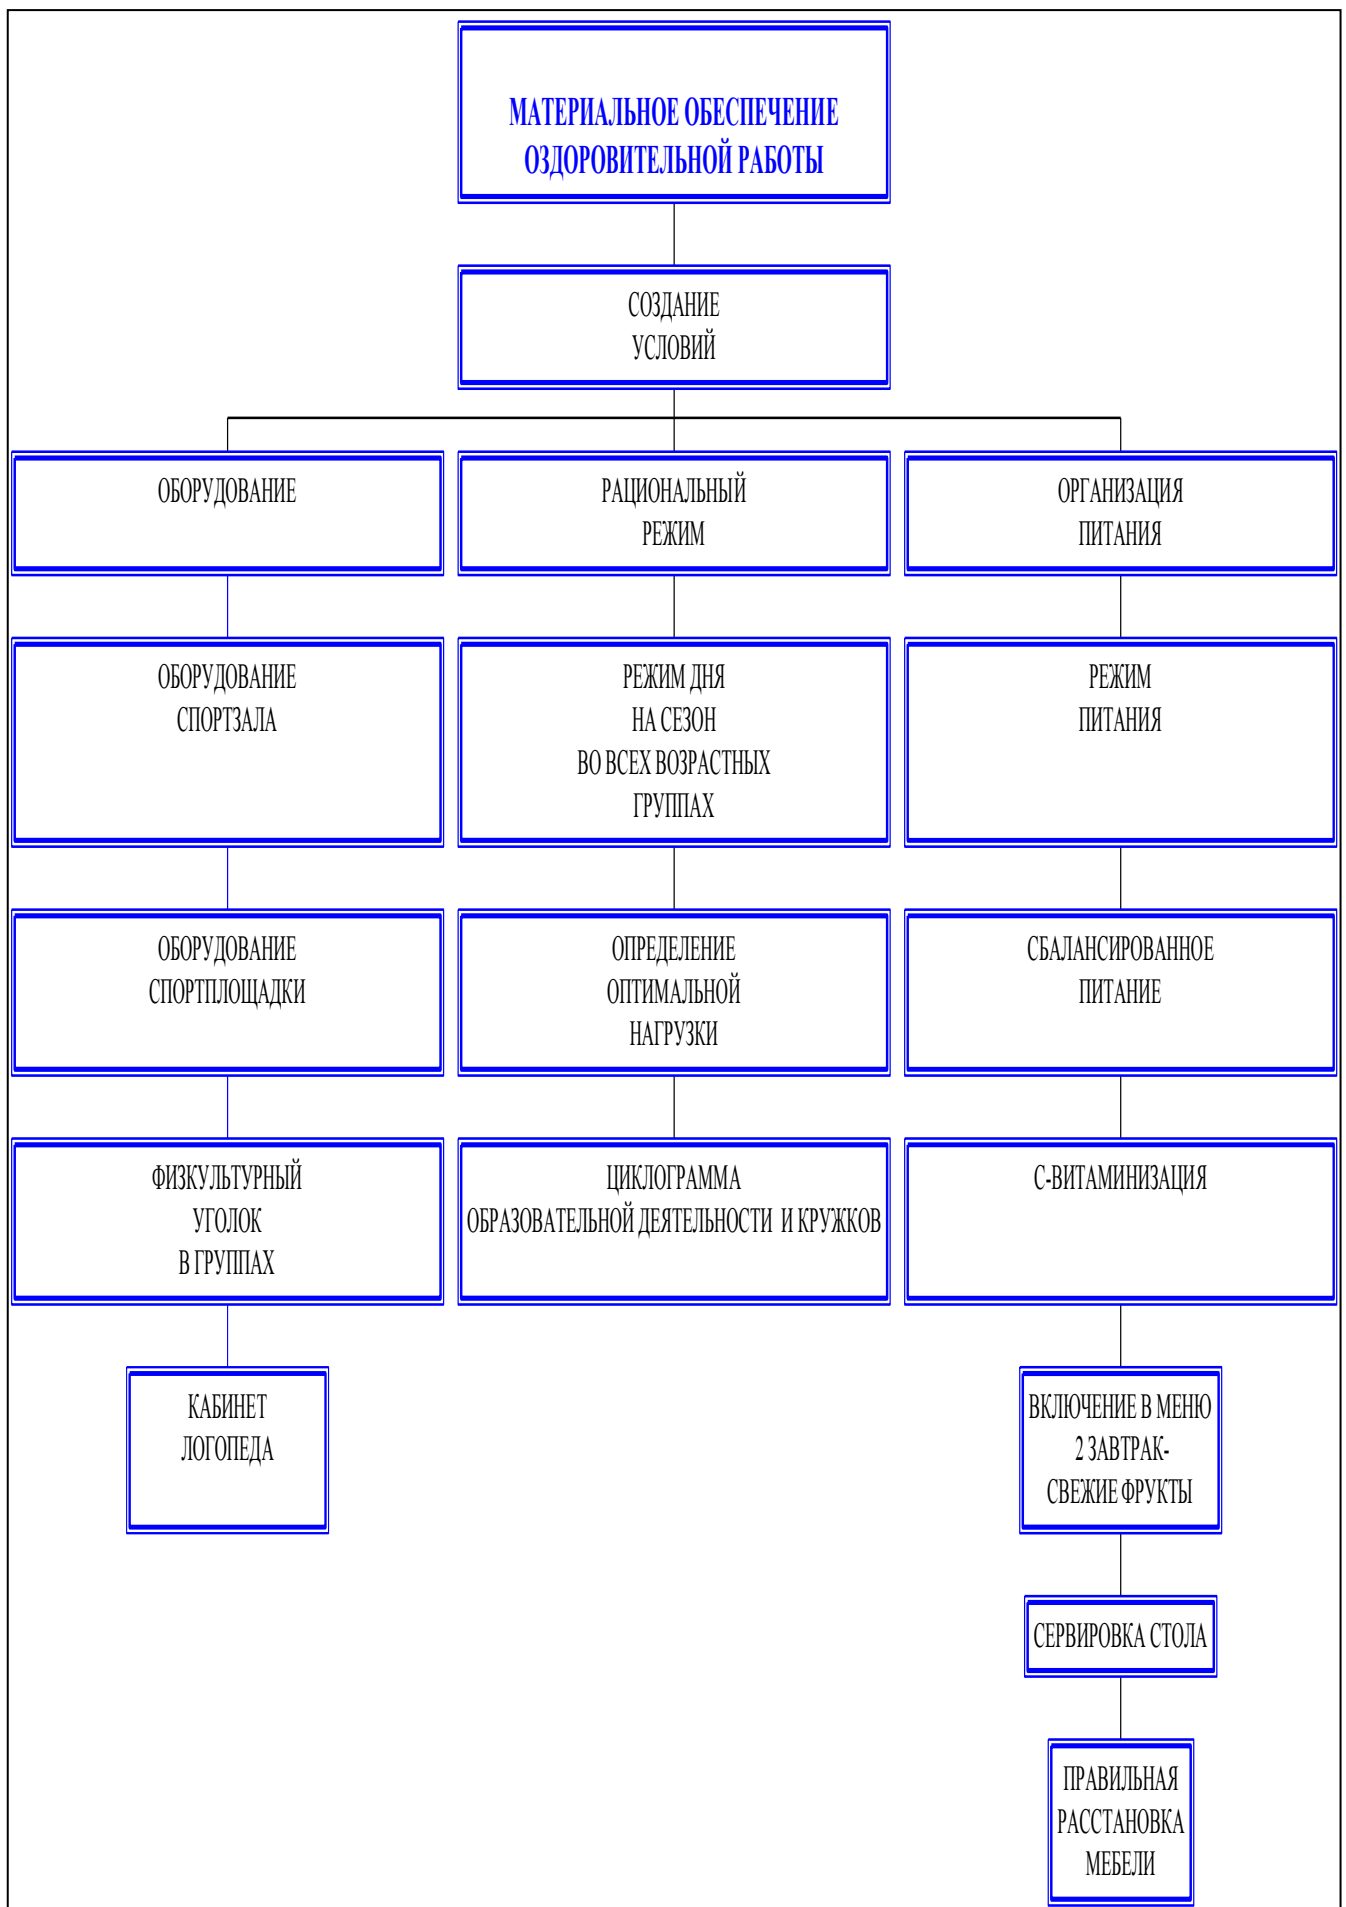 МАТЕРИАЛЬНОЕ ОБЕСПЕЧЕНИЕ
ОЗДОРОВИТЕЛЬНОЙ РАБОТЫ
СОЗДАНИЕ
УСЛОВИЙ
ОБОРУДОВАНИЕ
РАЦИОНАЛЬНЫЙ
РЕЖИМ
ОРГАНИЗАЦИЯ
ПИТАНИЯ
ОБОРУДОВАНИЕ
СПОРТЗАЛА
РЕЖИМ ДНЯ
НА СЕЗОН
ВО ВСЕХ ВОЗРАСТНЫХ
ГРУППАХ
РЕЖИМ
ПИТАНИЯ
ОБОРУДОВАНИЕ
СПОРТПЛОЩАДКИ
ОПРЕДЕЛЕНИЕ
ОПТИМАЛЬНОЙ
НАГРУЗКИ
СБАЛАНСИРОВАННОЕ
ПИТАНИЕ
ФИЗКУЛЬТУРНЫЙ
УГОЛОК
В ГРУППАХ
ЦИКЛОГРАММА
ОБРАЗОВАТЕЛЬНОЙ ДЕЯТЕЛЬНОСТИ И КРУЖКОВ
С-ВИТАМИНИЗАЦИЯ
КАБИНЕТ
ЛОГОПЕДА
ВКЛЮЧЕНИЕ В МЕНЮ
2 ЗАВТРАК-
СВЕЖИЕ ФРУКТЫ
СЕРВИРОВКА СТОЛА
ПРАВИЛЬНАЯ
РАССТАНОВКА
МЕБЕЛИ